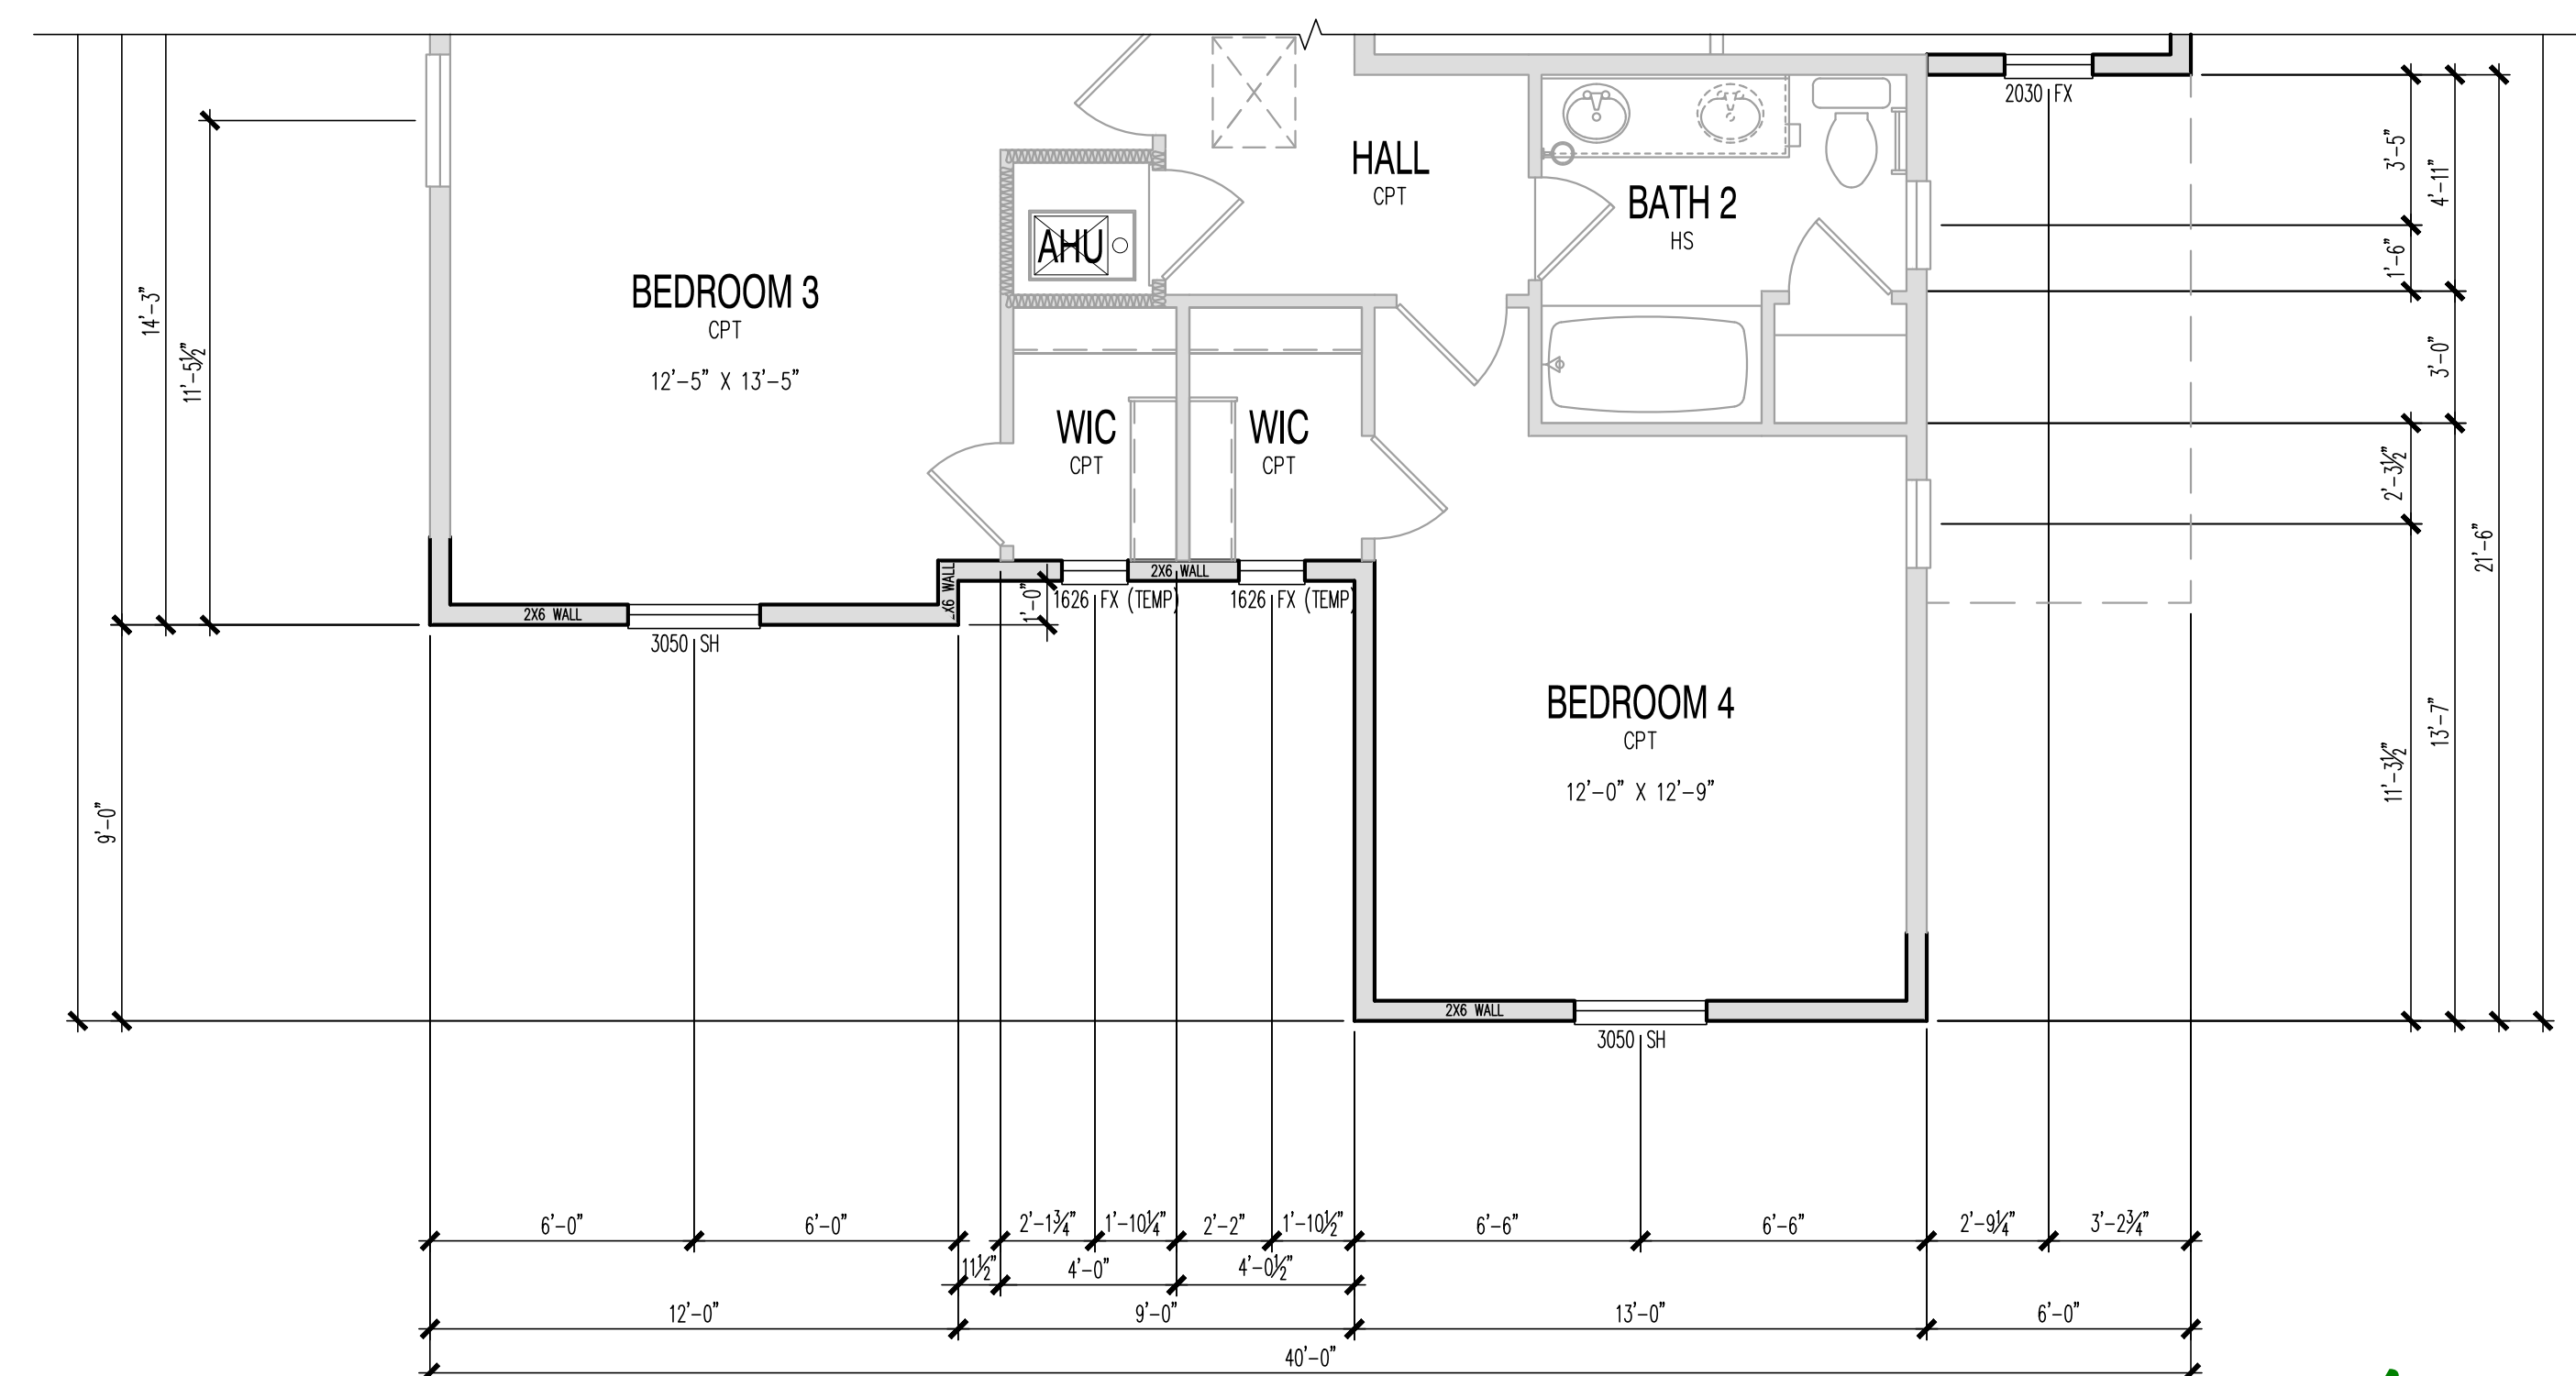 2030 FX
HALL
CPT
BATH 2
HS
AHU
BEDROOM 3
CPT
12'-5" X 13'-5"
WIC
CPT
WIC
CPT
2X6 WALL
2X6 WALL
2X6 WALL
1626 FX (TEMP)
1626 FX (TEMP)
1'-0"
3050 SH
BEDROOM 4
CPT
12'-0" X 12'-9"
2X6 WALL
3050 SH
14'-3"
11'-5½"
9'-0"
3'-5"
4'-11"
1'-6"
3'-0"
2'-3½"
21'-6"
13'-7"
11'-3½"
6'-0" 6'-0" 2'-1¾" 1'-10¼" 2'-2" 1'-10½" 6'-6" 6'-6" 2'-9¼" 3'-2¾"
11½" 4'-0" 4'-0½"
12'-0" 9'-0" 13'-0" 6'-0"
40'-0"